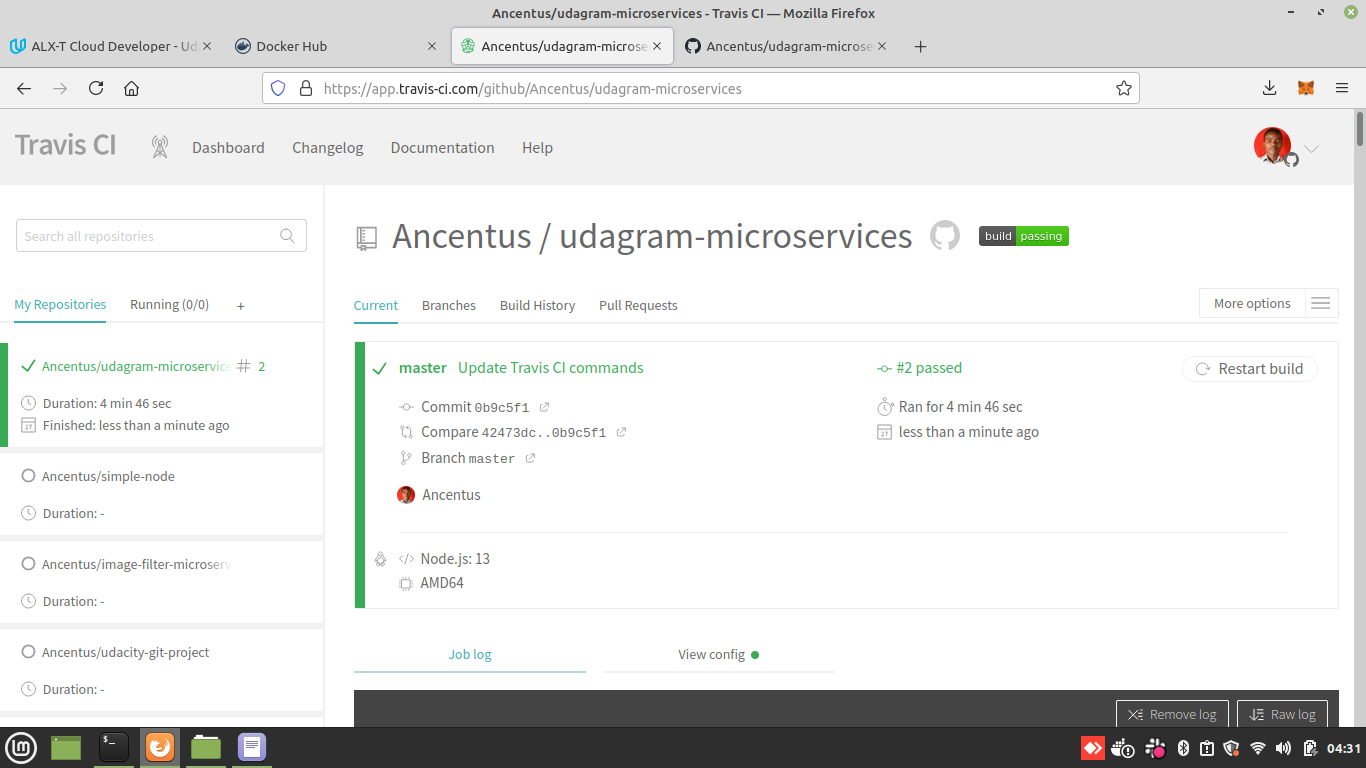 Ancentus/udagram-microservices - Travis CI — Mozilla Firefox
ALX-T Cloud Developer - Ud
Docker Hub
Ancentus/udagram-microse
Ancentus/udagram-microse
https://app.travis-ci.com/github/Ancentus/udagram-microservices
Travis CI
Dashboard
Changelog
Documentation
Help
Search all repositories
My Repositories
Running (0/0)
+
Ancentus/udagram-microservice
# 2
Duration: 4 min 46 sec
Finished: less than a minute ago
Ancentus/simple-node
Duration: -
Ancentus/image-filter-microserv
Duration: -
Ancentus/udacity-git-project
Duration: -
Ancentus / udagram-microservices
build passing
Current
Branches
Build History
Pull Requests
More options
master Update Travis CI commands
#2 passed
Restart build
Commit 0b9c5f1
Ran for 4 min 46 sec
Compare 42473dc..0b9c5f1
less than a minute ago
Branch master
Ancentus
Node.js: 13
AMD64
Job log
View config
Remove log
Raw log
04:31